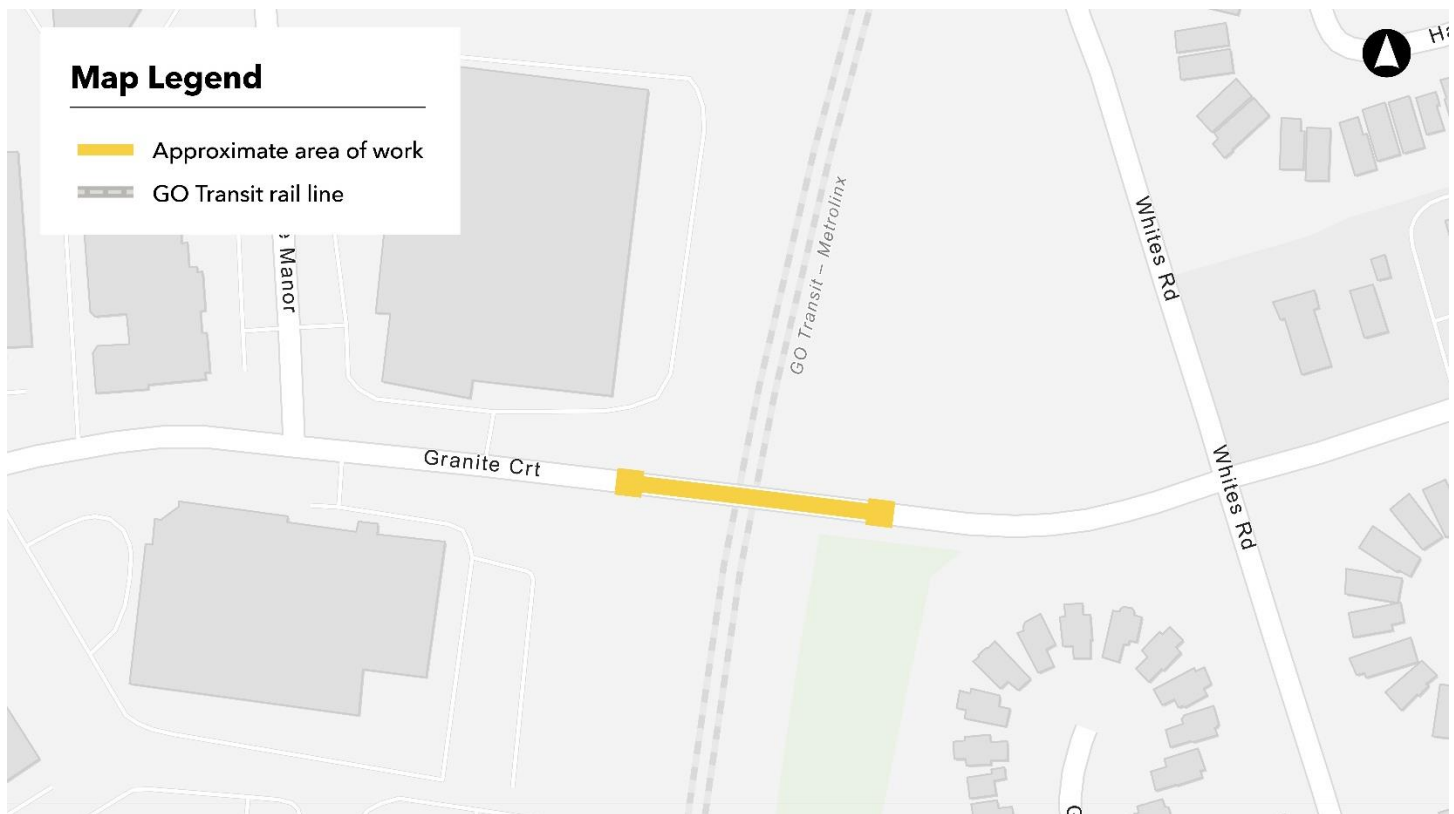 Map Legend
Approximate area of work
GO Transit rail line
Manor
GO Transit – Metrolinx
Whites Rd
Granite Crt
Whites Rd